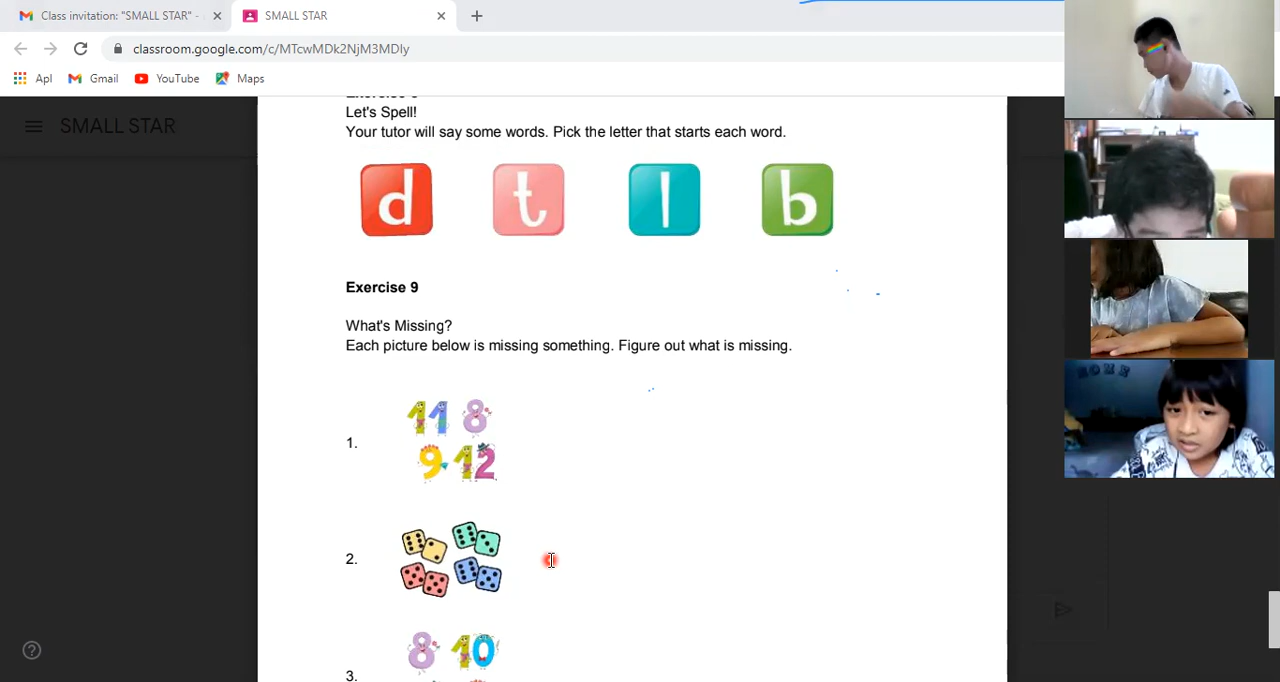 Class invitation: "SMALL STAR" -
SMALL STAR
classroom.google.com/c/MTcwMDk2NjM3MDIy
Apl
Gmail
YouTube
Maps
SMALL STAR
Let's Spell!
Your tutor will say some words. Pick the letter that starts each word.
d t l b
Exercise 9
What's Missing?
Each picture below is missing something. Figure out what is missing.
11 8
1.
9 12
2.
8 10
3.
HOME